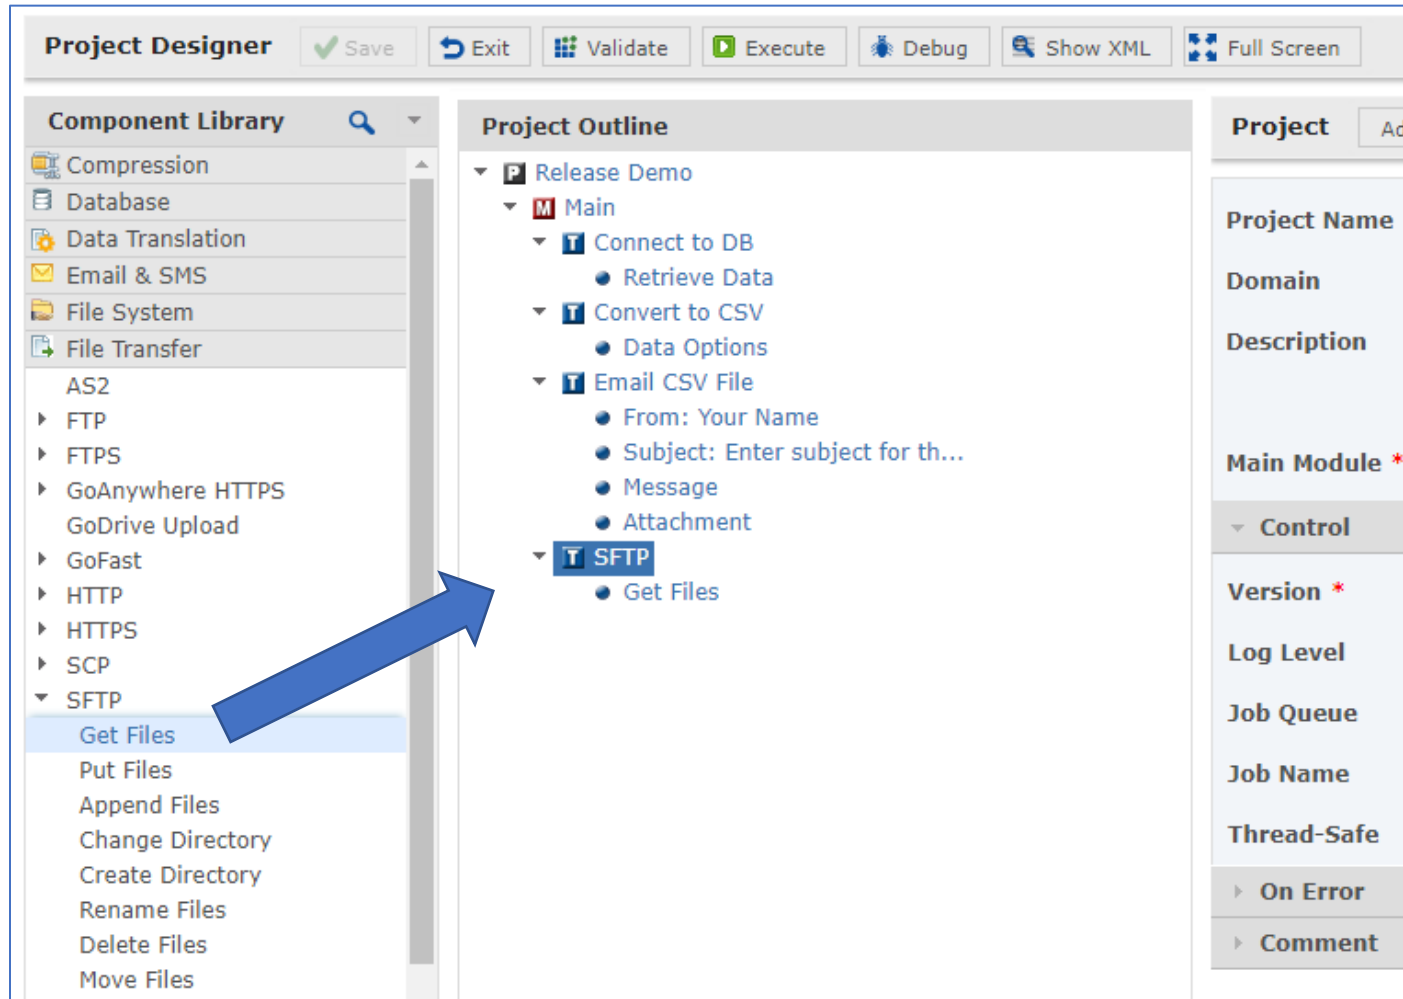 Project Designer Save Exit Validate Execute Debug Show XML Full Screen
Component Library
Compression
Database
Data Translation
Email & SMS
File System
File Transfer
AS2
FTP
FTPS
GoAnywhere HTTPS
GoDrive Upload
GoFast
HTTP
HTTPS
SCP
SFTP
Get Files
Put Files
Append Files
Change Directory
Create Directory
Rename Files
Delete Files
Move Files
Project Outline
P Release Demo
M Main
T Connect to DB
Retrieve Data
T Convert to CSV
Data Options
T Email CSV File
From: Your Name
Subject: Enter subject for th...
Message
Attachment
T SFTP
Get Files
Project
Project Name
Domain
Description
Main Module *
Control
Version *
Log Level
Job Queue
Job Name
Thread-Safe
On Error
Comment